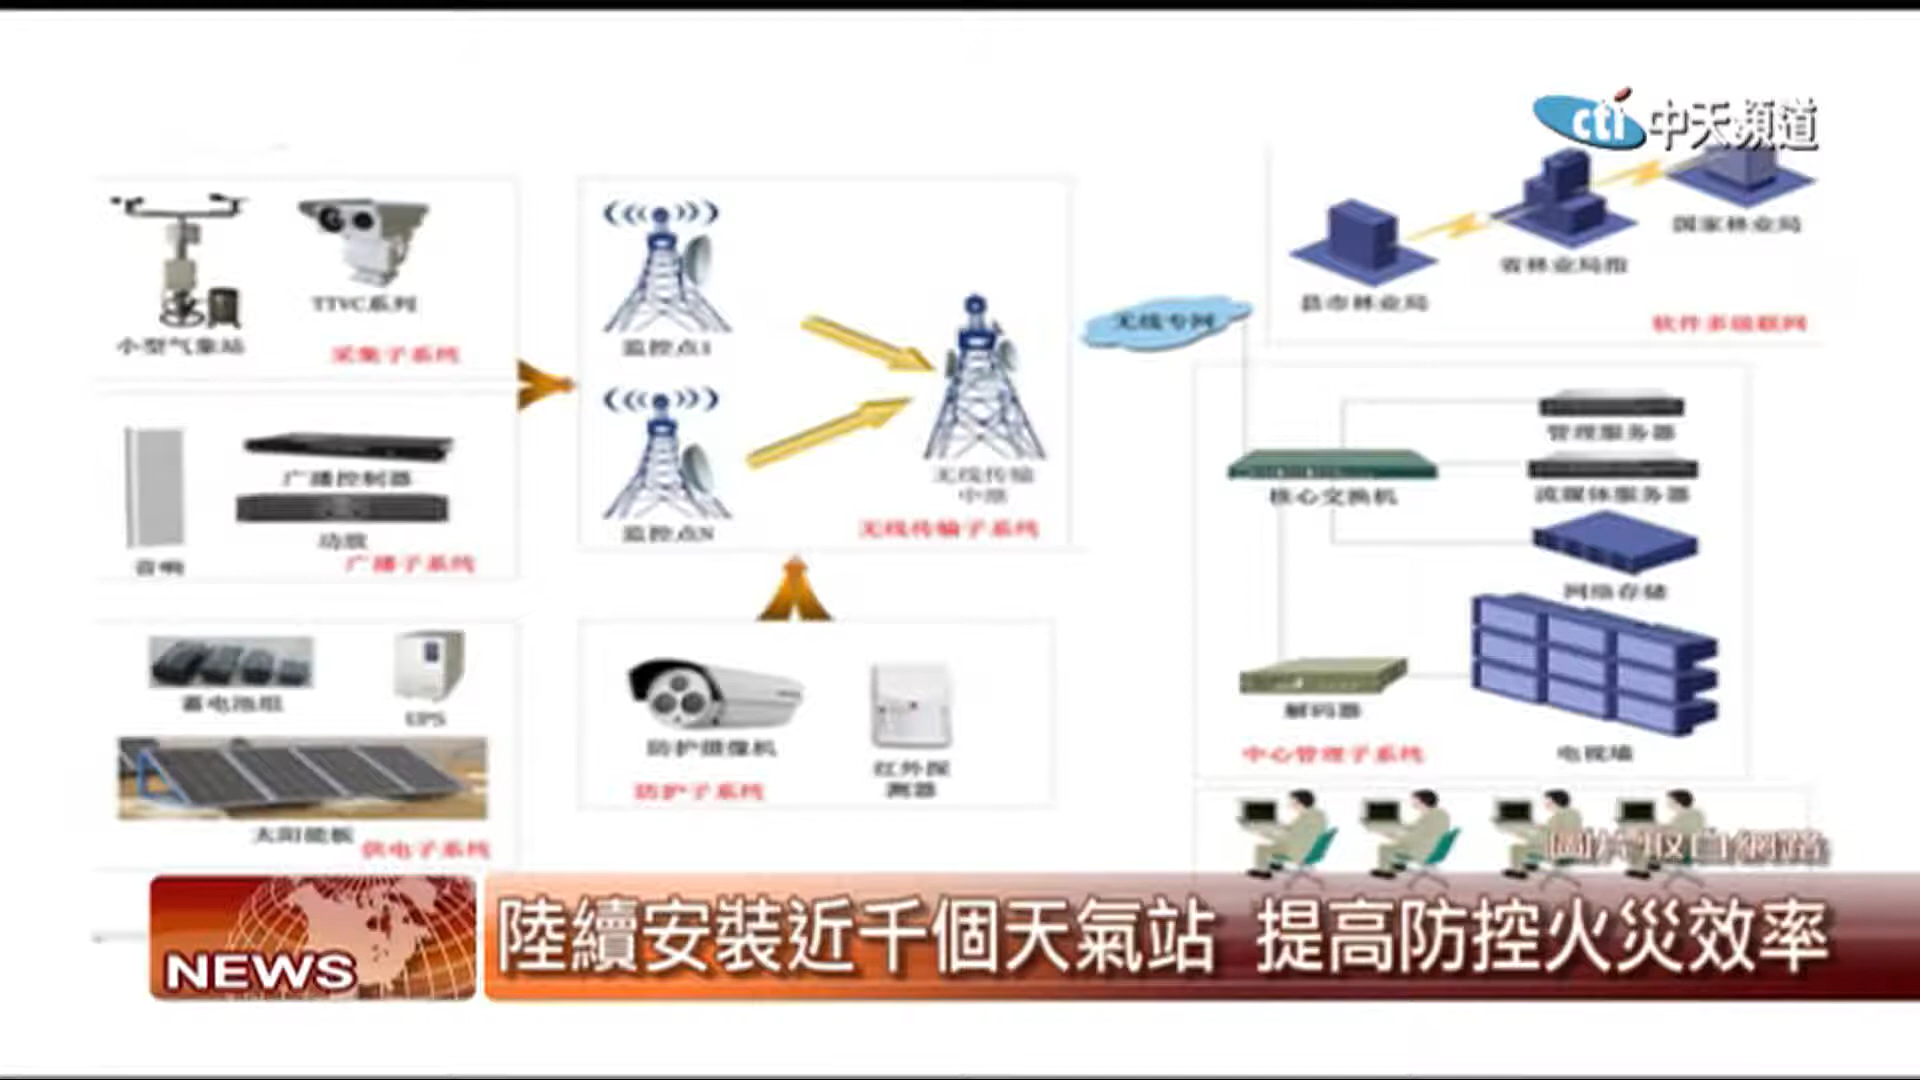 cti 中天頻道
小型气象站
TTVC系列
采集子系统
广播控制器
功放
音响
广播子系统
蓄电池组
UPS
太阳能板
供电子系统
监控点1
监控点N
无线传输
中继
无线传输子系统
防护摄像机
红外探
测器
防护子系统
无线专网
县市林业局
省林业局指
国家林业局
软件多级联网
核心交换机
管理服务器
流媒体服务器
网络存储
解码器
电视墙
中心管理子系统
圖片取自網路
NEWS
陸續安裝近千個天氣站 提高防控火災效率